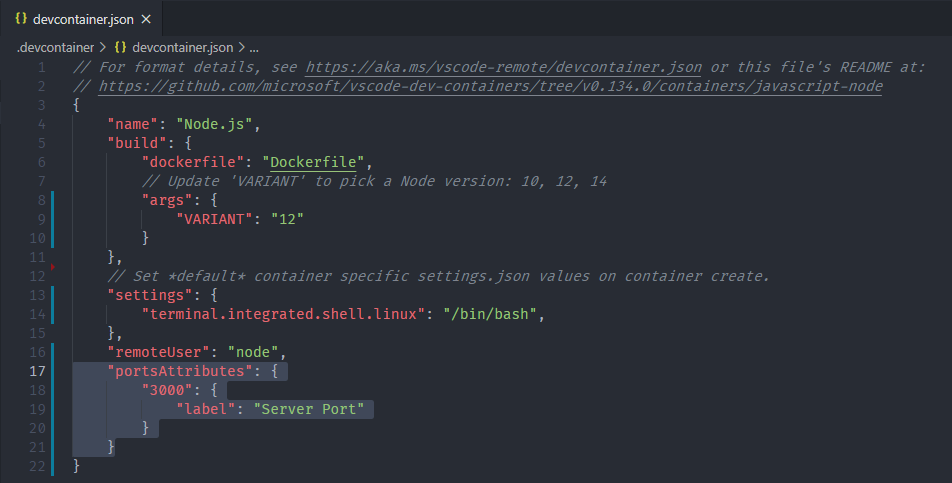 {} devcontainer.json ×
.devcontainer > {} devcontainer.json > ...
1 // For format details, see https://aka.ms/vscode-remote/devcontainer.json or this file's README at:
2 // https://github.com/microsoft/vscode-dev-containers/tree/v0.134.0/containers/javascript-node
3 {
4 "name": "Node.js",
5 "build": {
6 "dockerfile": "Dockerfile",
7 // Update 'VARIANT' to pick a Node version: 10, 12, 14
8 "args": {
9 "VARIANT": "12"
10 }
11 },
12 // Set *default* container specific settings.json values on container create.
13 "settings": {
14 "terminal.integrated.shell.linux": "/bin/bash",
15 },
16 "remoteUser": "node",
17 "portsAttributes": {
18 "3000": {
19 "label": "Server Port"
20 }
21 }
22 }